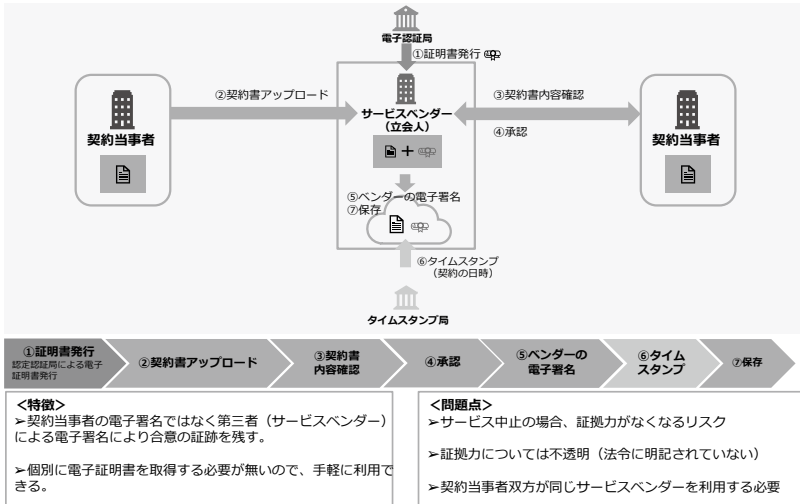 電子認証局
①証明書発行
②契約書アップロード
③契約書内容確認
サービスベンダー
（立会人）
④承認
契約当事者
契約当事者
＋
⑤ベンダーの電子署名
⑦保存
⑥タイムスタンプ
（契約の日時）
タイムスタンプ局
①証明書発行
認定認証局による電子
証明書発行
②契約書アップロード
③契約書
内容確認
④承認
⑤ベンダーの
電子署名
⑥タイム
スタンプ
⑦保存
＜特徴＞
➢契約当事者の電子署名ではなく第三者（サービスベンダー）
による電子署名により合意の証跡を残す。
➢個別に電子証明書を取得する必要が無いので、手軽に利用で
きる。
＜問題点＞
➢サービス中止の場合、証拠力がなくなるリスク
➢証拠力については不透明（法令に明記されていない）
➢契約当事者双方が同じサービスベンダーを利用する必要